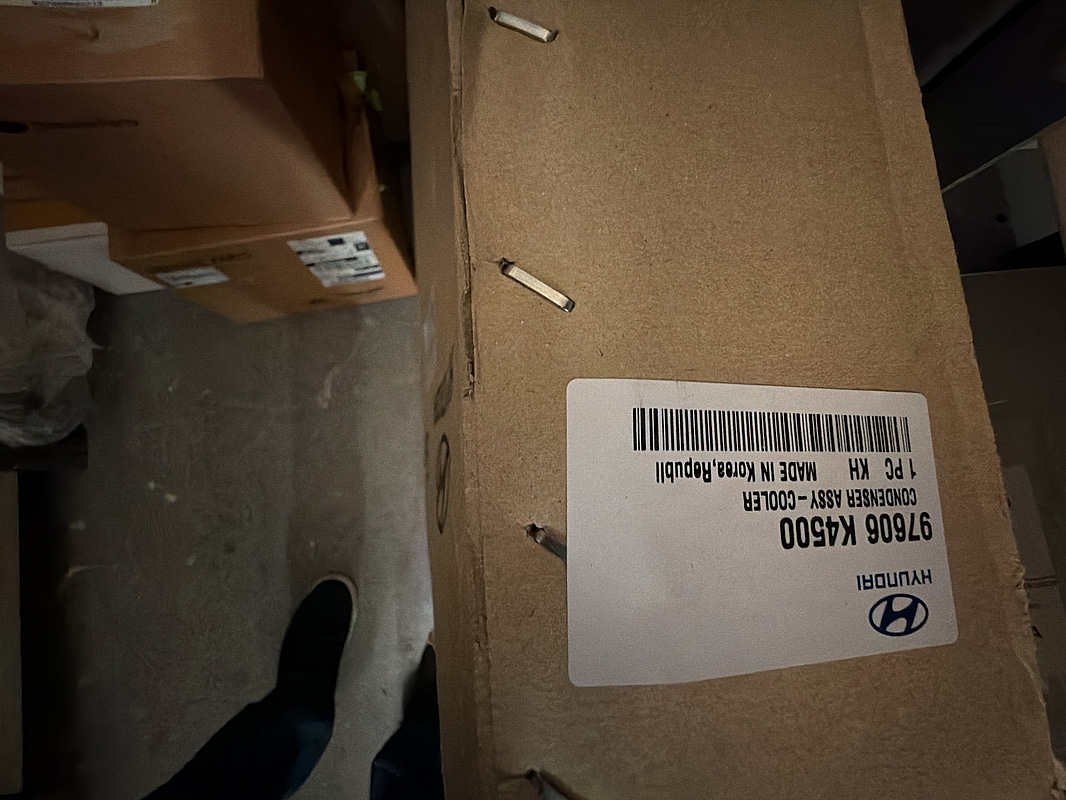 HYUNDAI
97606 K4500
CONDENSER ASSY-COOLER
1 PC KH MADE IN Korea,Republi